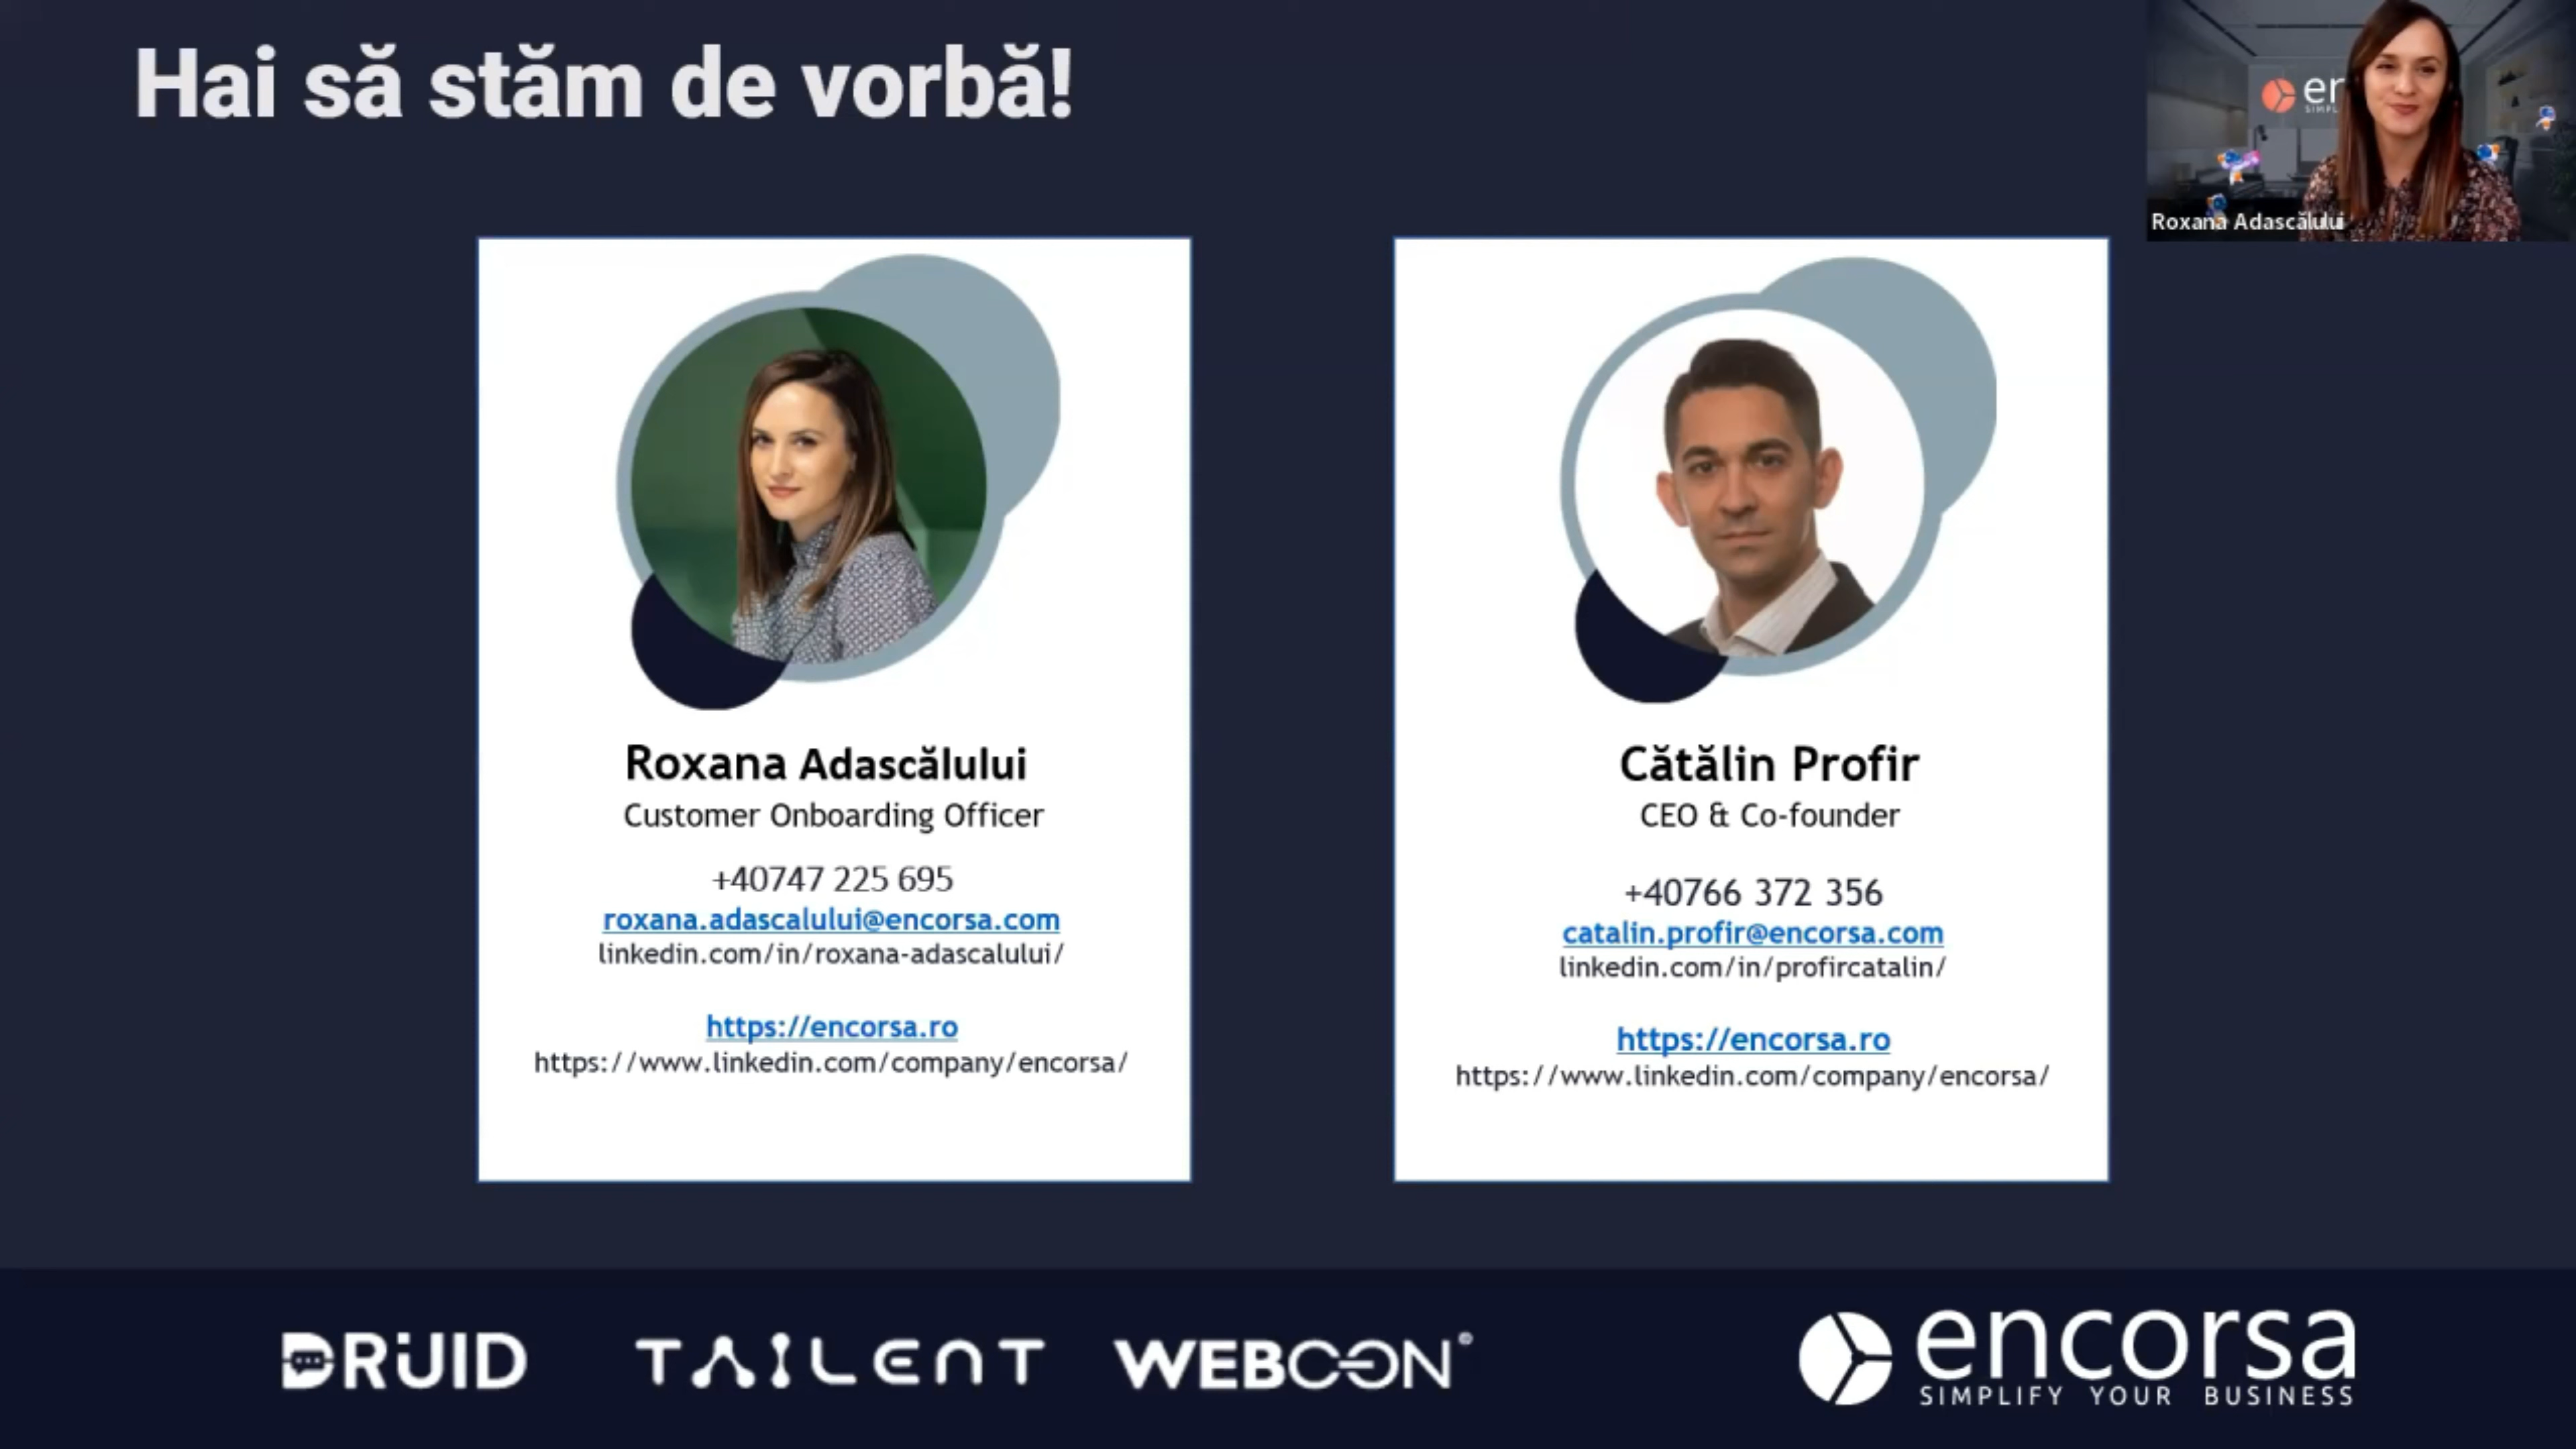 Hai să stăm de vorbă!
er
Roxana Adascălului
Roxana Adascălului
Customer Onboarding Officer
+40747 225 695
roxana.adascalului@encorsa.com
linkedin.com/in/roxana-adascalului/
https://encorsa.ro
https://www.linkedin.com/company/encorsa/
Cătălin Profir
CEO & Co-founder
+40766 372 356
catalin.profir@encorsa.com
linkedin.com/in/profircatalin/
https://encorsa.ro
https://www.linkedin.com/company/encorsa/
DRUID
TAILENT
WEBCON®
encorsa
SIMPLIFY YOUR BUSINESS